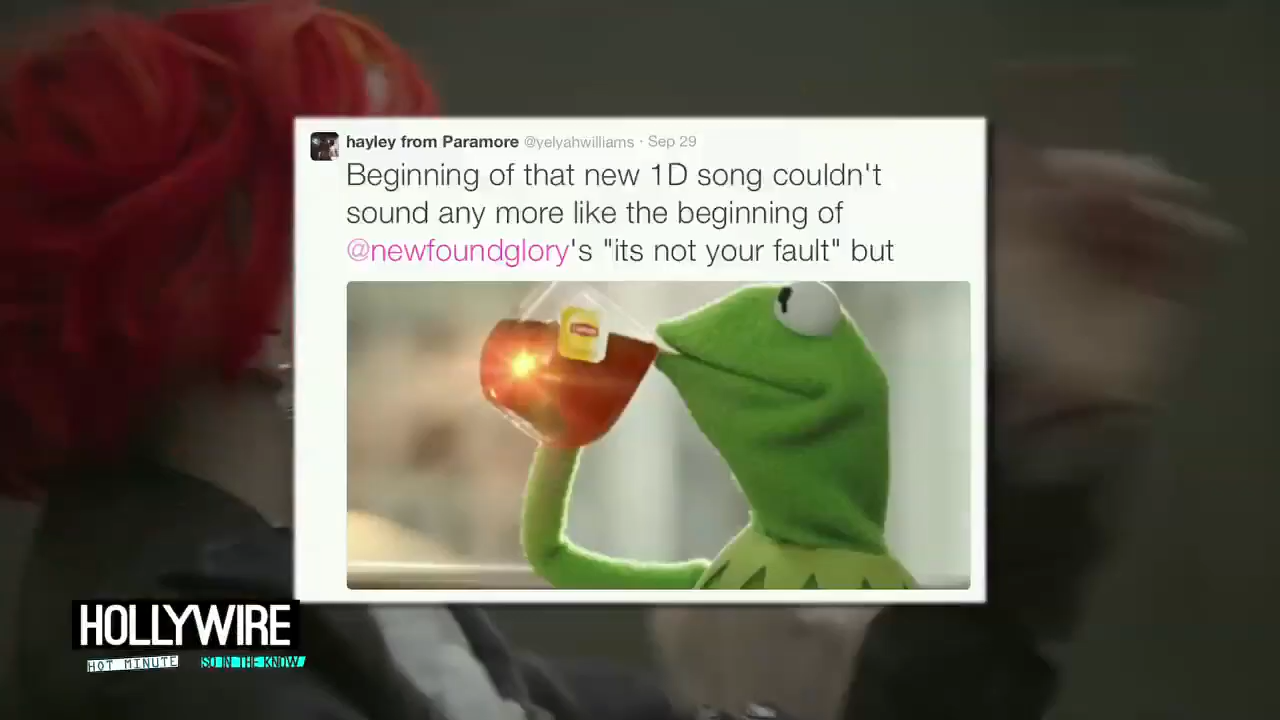 hayley from Paramore @yelyahwilliams · Sep 29
Beginning of that new 1D song couldn't
sound any more like the beginning of
@newfoundglory's "its not your fault" but
Lipton
HOLLYWIRE
HOT MINUTE SO IN THE KNOW